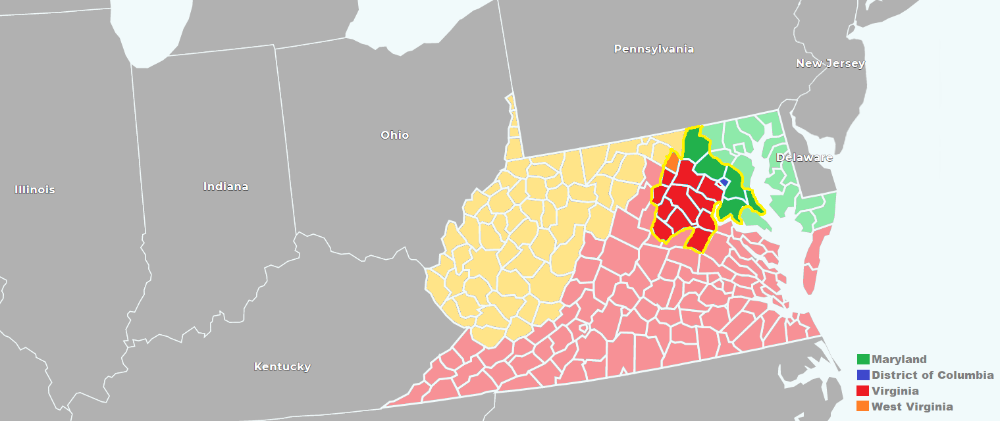 Pennsylvania
New Jersey
Ohio
Delaware
Illinois
Indiana
Kentucky
Maryland
District of Columbia
Virginia
West Virginia